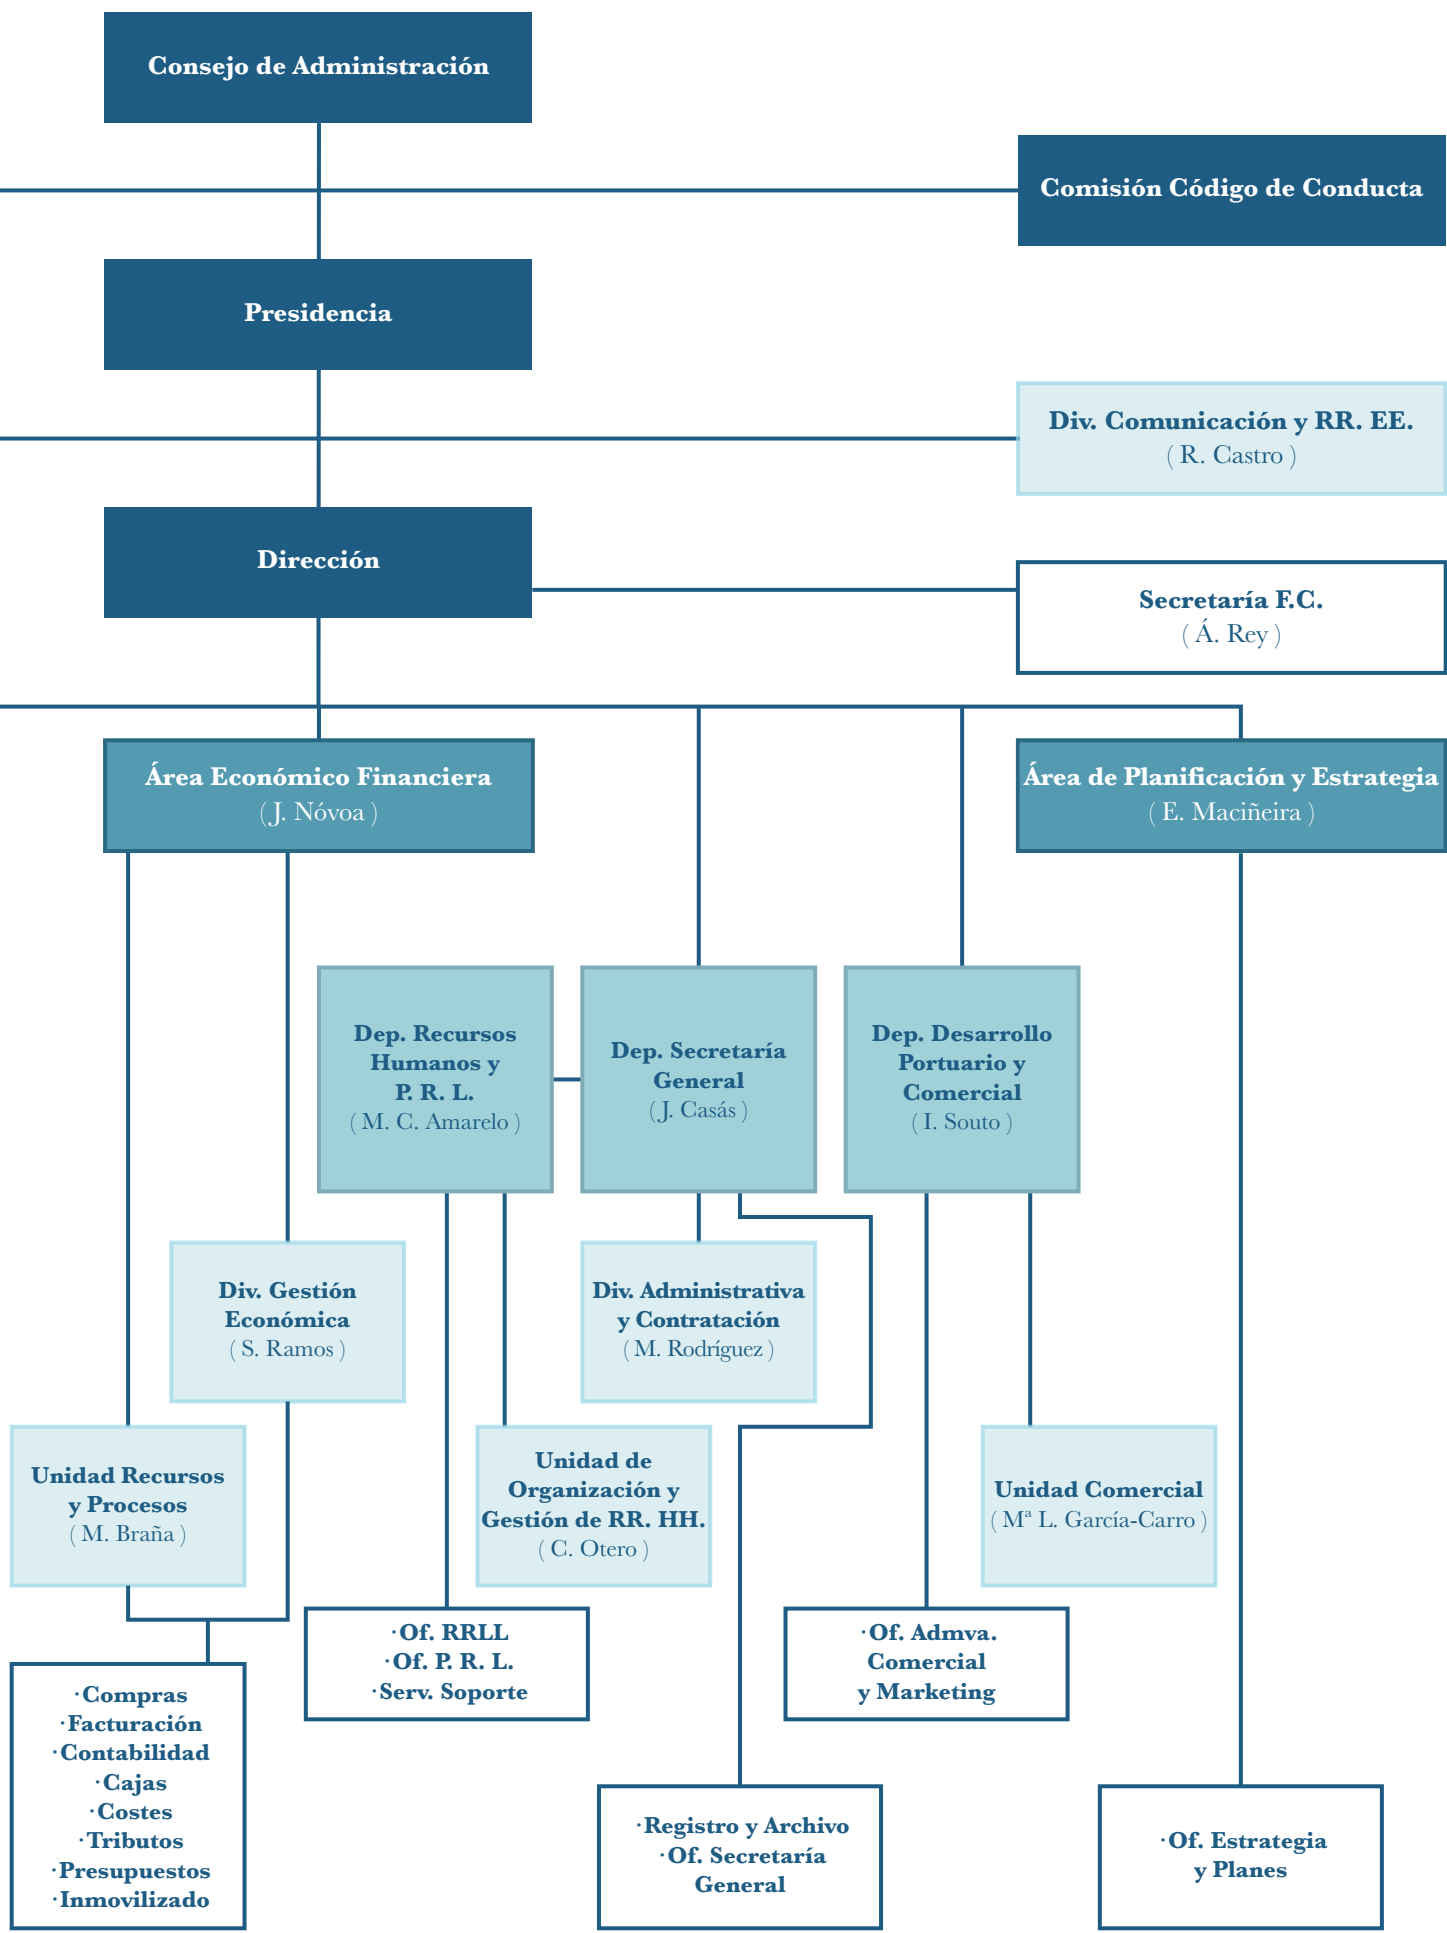 Consejo de Administración
Comisión Código de Conducta
Presidencia
Div. Comunicación y RR. EE.
( R. Castro )
Dirección
Secretaría F.C.
( Á. Rey )
Área Económico Financiera
( J. Nóvoa )
Área de Planificación y Estrategia
( E. Maciñeira )
Dep. Recursos
Humanos y
P. R. L.
( M. C. Amarelo )
Dep. Secretaría
General
( J. Casás )
Dep. Desarrollo
Portuario y
Comercial
( I. Souto )
Div. Gestión
Económica
( S. Ramos )
Div. Administrativa
y Contratación
( M. Rodríguez )
Unidad Recursos
y Procesos
( M. Braña )
Unidad de
Organización y
Gestión de RR. HH.
( C. Otero )
Unidad Comercial
( Mª L. García-Carro )
·Of. RRLL
·Of. P. R. L.
·Serv. Soporte
·Of. Admva.
Comercial
y Marketing
·Compras
·Facturación
·Contabilidad
·Cajas
·Costes
·Tributos
·Presupuestos
·Inmovilizado
·Registro y Archivo
·Of. Secretaría
General
·Of. Estrategia
y Planes